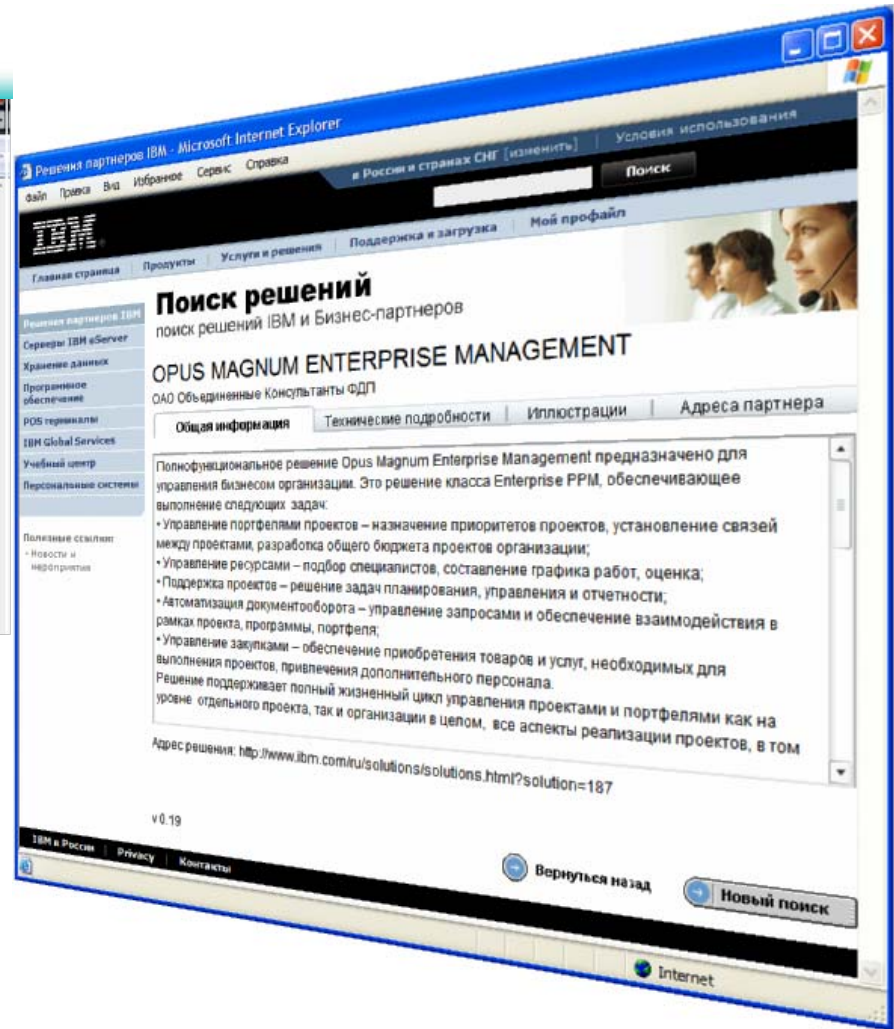 Решения партнеров IBM - Microsoft Internet Explorer
Файл Правка Вид Избранное Сервис Справка
в России и странах СНГ [изменить] | Условия использования
Поиск
IBM®
Главная страница | Продукты | Услуги и решения | Поддержка и загрузка | Мой профайл
Решения партнеров IBM
Серверы IBM eServer
Хранение данных
Программное
обеспечение
POS терминалы
IBM Global Services
Учебный центр
Персональные системы
Полезные ссылки:
• Новости и
мероприятия
Поиск решений
поиск решений IBM и Бизнес-партнеров
OPUS MAGNUM ENTERPRISE MANAGEMENT
ОАО Объединенные Консультанты ФДП
Общая информация | Технические подробности | Иллюстрации | Адреса партнера
Полнофункциональное решение Opus Magnum Enterprise Management предназначено для
управления бизнесом организации. Это решение класса Enterprise PPM, обеспечивающее
выполнение следующих задач:
• Управление портфелями проектов – назначение приоритетов проектов, установление связей
между проектами, разработка общего бюджета проектов организации;
• Управление ресурсами – подбор специалистов, составление графика работ, оценка;
• Поддержка проектов – решение задач планирования, управления и отчетности;
• Автоматизация документооборота – управление запросами и обеспечение взаимодействия в
рамках проекта, программы, портфеля;
• Управление закупками – обеспечение приобретения товаров и услуг, необходимых для
выполнения проектов, привлечения дополнительного персонала.
Решение поддерживает полный жизненный цикл управления проектами и портфелями как на
уровне отдельного проекта, так и организации в целом, все аспекты реализации проектов, в том
Адрес решения: http://www.ibm.com/ru/solutions/solutions.html?solution=187
v 0.19
Вернуться назад
Новый поиск
IBM в России | Privacy | Контакты
Internet